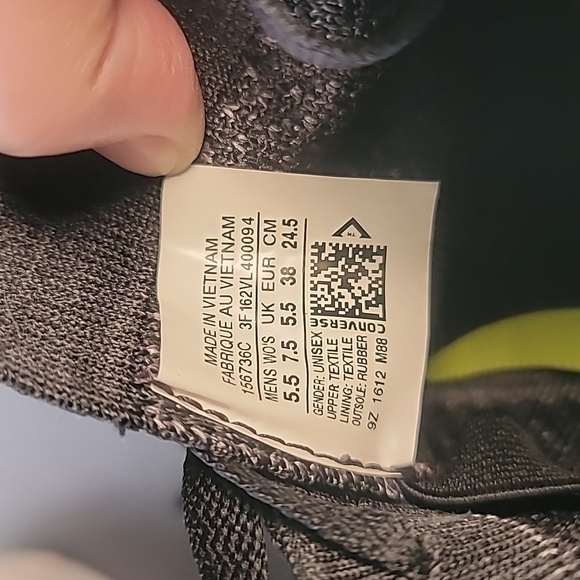 MADE IN VIETNAM
FABRIQUE AU VIETNAM
156736C 3F162VL400094
MENS WO'S UK EUR CM
5.5 7.5 5.5 38 24.5
CONVERSE
GENDER: UNISEX
UPPER: TEXTILE
LINING: TEXTILE
OUTSOLE: RUBBER
9Z 1612 M88